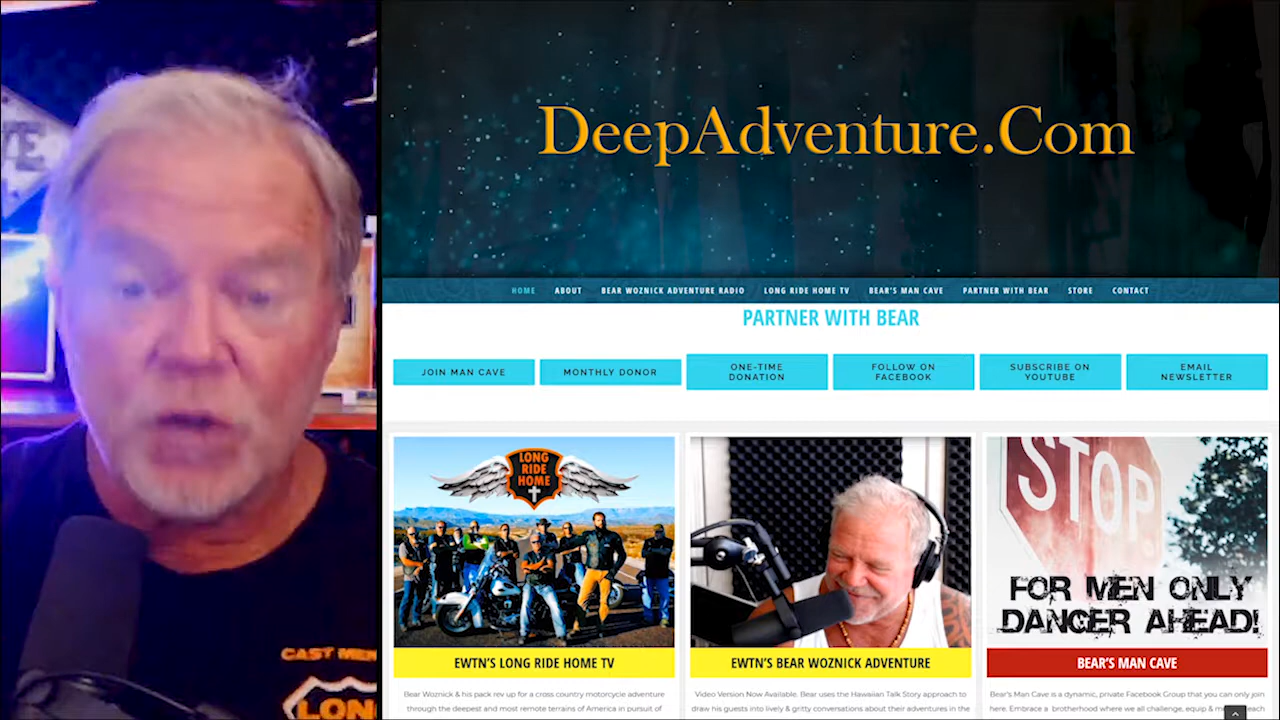 DeepAdventure.Com
HOME ABOUT BEAR WOZNICK ADVENTURE RADIO LONG RIDE HOME TV BEAR'S MAN CAVE PARTNER WITH BEAR STORE CONTACT
PARTNER WITH BEAR
JOIN MAN CAVE
MONTHLY DONOR
ONE-TIME
DONATION
FOLLOW ON
FACEBOOK
SUBSCRIBE ON
YOUTUBE
EMAIL
NEWSLETTER
LONG
RIDE
HOME
EWTN'S LONG RIDE HOME TV
Bear Woznick & his pack rev up for a cross country motorcycle adventure
through the deepest and most remote terrains of America in pursuit of
EWTN'S BEAR WOZNICK ADVENTURE
Video Version Now Available. Bear uses the Hawaiian Talk Story approach to
draw his guests into lively & gritty conversations about their adventures in the
STOP
FOR MEN ONLY
DANGER AHEAD!
BEAR'S MAN CAVE
Bear's Man Cave is a dynamic, private Facebook Group that you can only join
here. Embrace a brotherhood where we all challenge, equip &
CAST MEM
LON